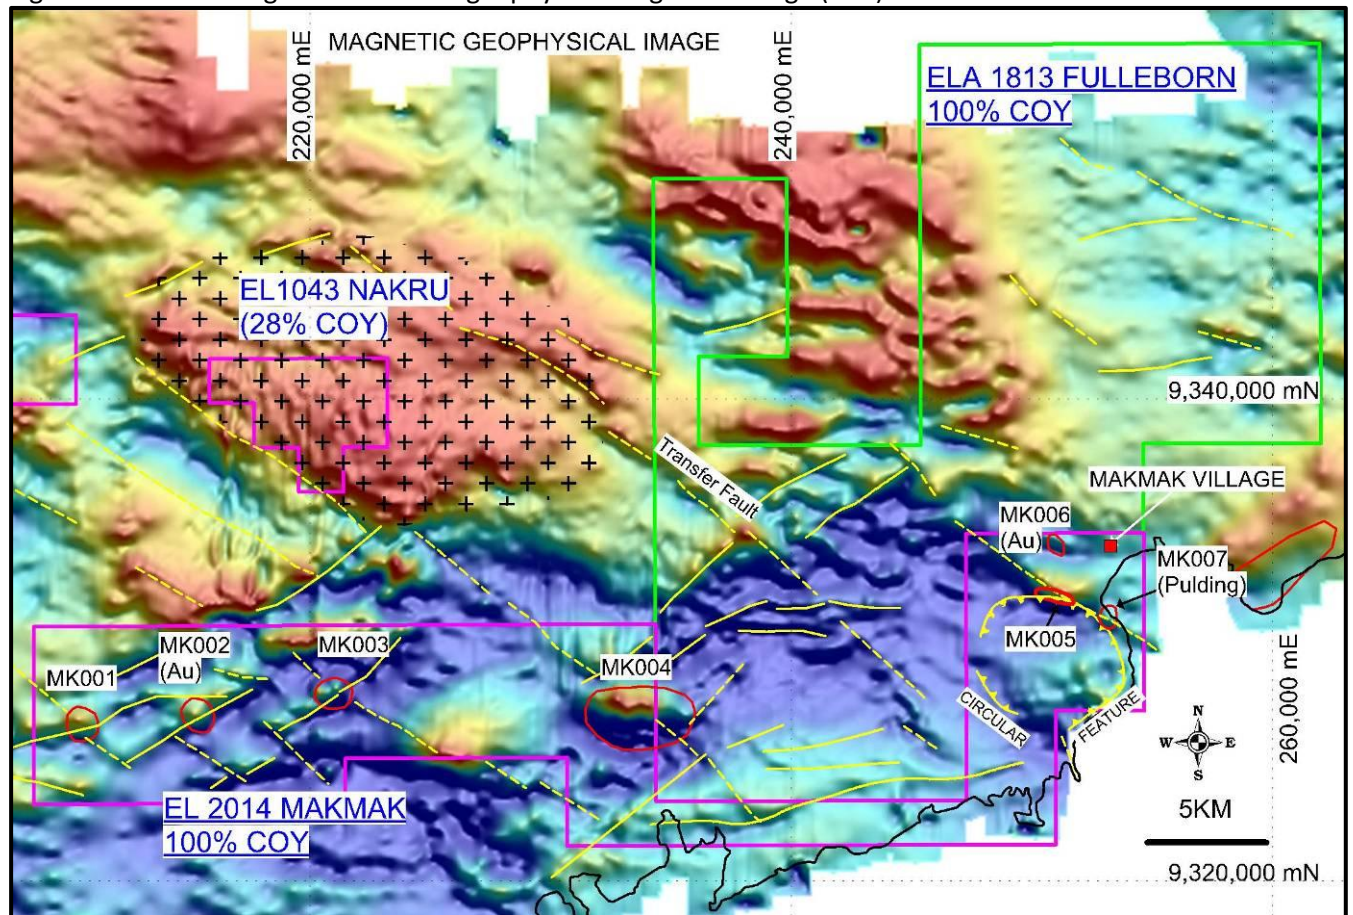 MAGNETIC GEOPHYSICAL IMAGE
220,000 mE
240,000 mE
ELA 1813 FULLEBORN
100% COY
EL1043 NAKRU
(28% COY)
9,340,000 mN
Transfer Fault
MAKMAK VILLAGE
MK006
(Au)
MK007
(Pulding)
MK005
MK001
MK002
(Au)
MK003
MK004
CIRCULAR
FEATURE
260,000 mE
N
W
E
S
EL 2014 MAKMAK
100% COY
5KM
9,320,000 mN